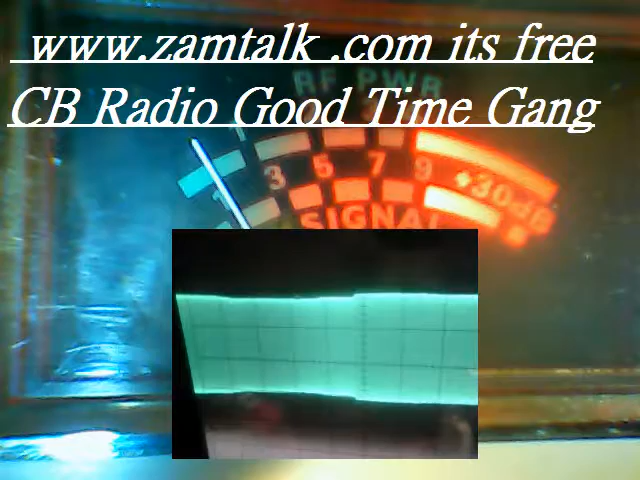 www.zamtalk .com its free
CB Radio Good Time Gang
RF PWR
1 3 5 7 9 +30dB
SIGNAL